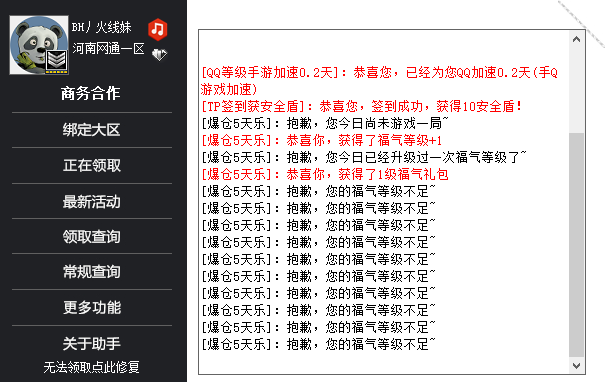 BH丿火线妹
河南网通一区
商务合作
绑定大区
正在领取
最新活动
领取查询
常规查询
更多功能
关于助手
无法领取点此修复
[QQ等级手游加速0.2天]：恭喜您，已经为您QQ加速0.2天(手Q
游戏加速)
[TP签到获安全盾]：恭喜您，签到成功，获得10安全盾！
[爆仓5天乐]：抱歉，您今日尚未游戏一局~
[爆仓5天乐]：恭喜你，获得了福气等级+1
[爆仓5天乐]：抱歉，您今日已经升级过一次福气等级了~
[爆仓5天乐]：恭喜你，获得了1级福气礼包
[爆仓5天乐]：抱歉，您的福气等级不足~
[爆仓5天乐]：抱歉，您的福气等级不足~
[爆仓5天乐]：抱歉，您的福气等级不足~
[爆仓5天乐]：抱歉，您的福气等级不足~
[爆仓5天乐]：抱歉，您的福气等级不足~
[爆仓5天乐]：抱歉，您的福气等级不足~
[爆仓5天乐]：抱歉，您的福气等级不足~
[爆仓5天乐]：抱歉，您的福气等级不足~
[爆仓5天乐]：抱歉，您的福气等级不足~
[爆仓5天乐]：抱歉，您的福气等级不足~